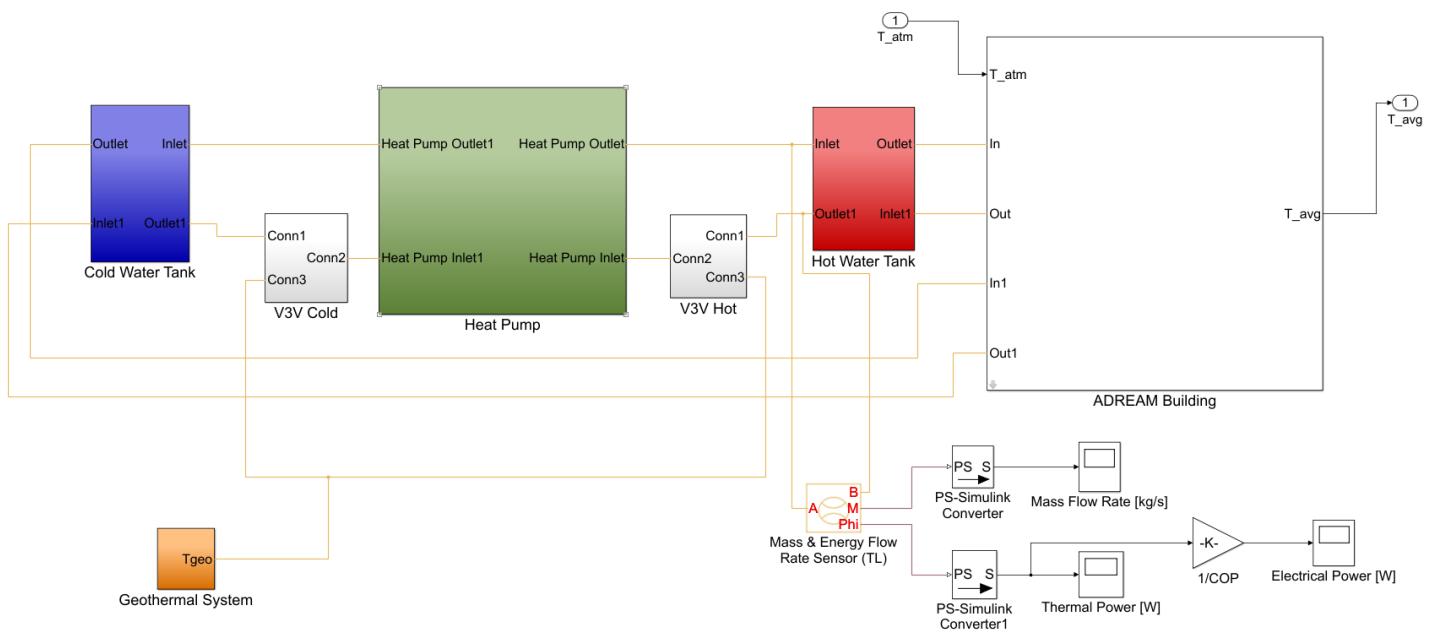 1
T_atm
T_atm
1
T_avg
Outlet
Inlet
Heat Pump Outlet1
Heat Pump Outlet
Inlet
Outlet
In
Inlet1
Outlet1
Outlet1
Inlet1
Out
T_avg
Conn1
Conn2
Conn3
Heat Pump Inlet1
Heat Pump Inlet
Conn1
Conn2
Conn3
Cold Water Tank
Hot Water Tank
In1
V3V Cold
Heat Pump
V3V Hot
Out1
ADREAM Building
A
B
M
Phi
Mass & Energy Flow
Rate Sensor (TL)
PS S
PS-Simulink
Converter
Mass Flow Rate [kg/s]
Tgeo
Geothermal System
PS S
PS-Simulink
Converter1
Thermal Power [W]
-K-
1/COP
Electrical Power [W]